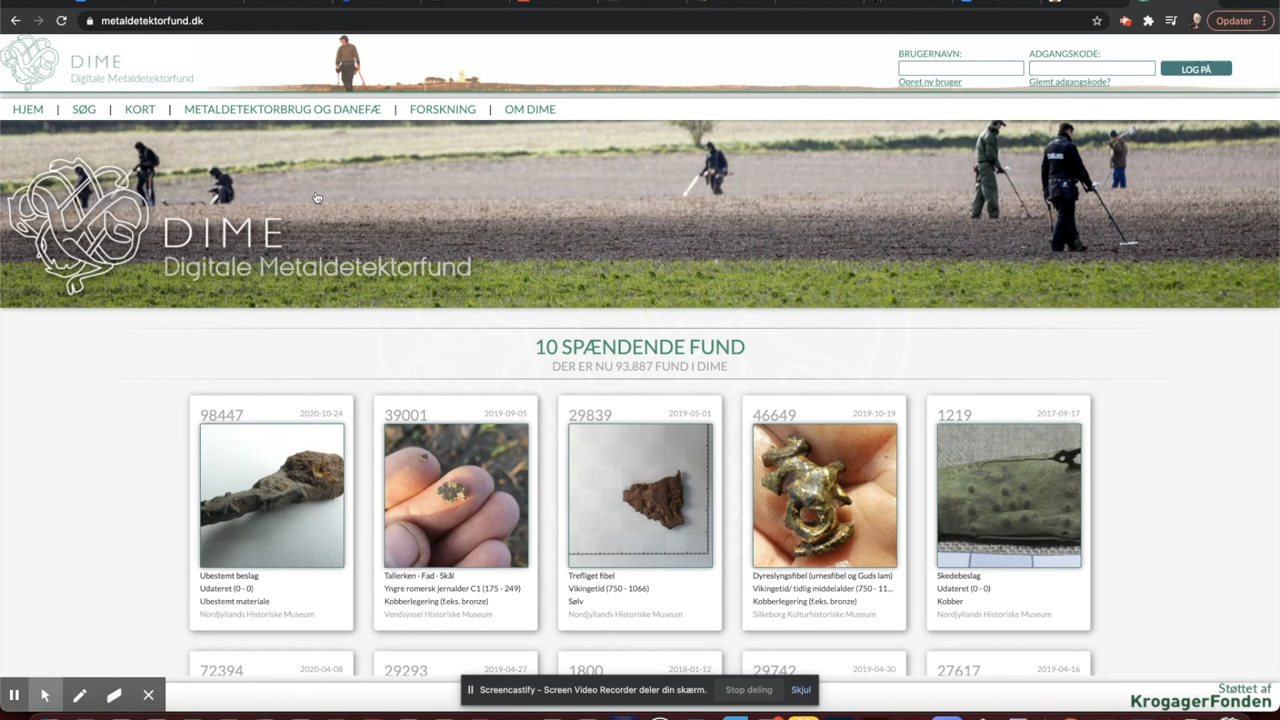 metaldetektorfund.dk
Opdater
DIME
Digitale Metaldetektorfund
BRUGERNAVN:
ADGANGSKODE:
LOG PÅ
Opret ny bruger
Glemt adgangskode?
HJEM | SØG | KORT | METALDETEKTORBRUG OG DANEFÆ | FORSKNING | OM DIME
DIME
Digitale Metaldetektorfund
10 SPÆNDENDE FUND
DER ER NU 93.887 FUND I DIME
98447 2020-10-24
Ubestemt beslag
Udateret (0 - 0)
Ubestemt materiale
Nordjyllands Historiske Museum
39001 2019-09-05
Tallerken - Fad - Skål
Yngre romersk jernalder C1 (175 - 249)
Kobberlegering (f.eks. bronze)
Vendsyssel Historiske Museum
29839 2019-05-01
Trefliget fibel
Vikingetid (750 - 1066)
Sølv
Nordjyllands Historiske Museum
46649 2019-10-19
Dyreslyngsfibel (urnesfibel og Guds lam)
Vikingetid/ tidlig middelalder (750 - 11...
Kobberlegering (f.eks. bronze)
Silkeborg Kulturhistoriske Museum
1219 2017-09-17
Skedebeslag
Udateret (0 - 0)
Kobber
Nordjyllands Historiske Museum
72394 2020-04-08
29293 2019-04-27
1800 2018-01-12
29742 2019-04-30
27617 2019-04-16
Screencastify - Screen Video Recorder deler din skærm.
Stop deling
Skjul
Støttet af
KrogagerFonden